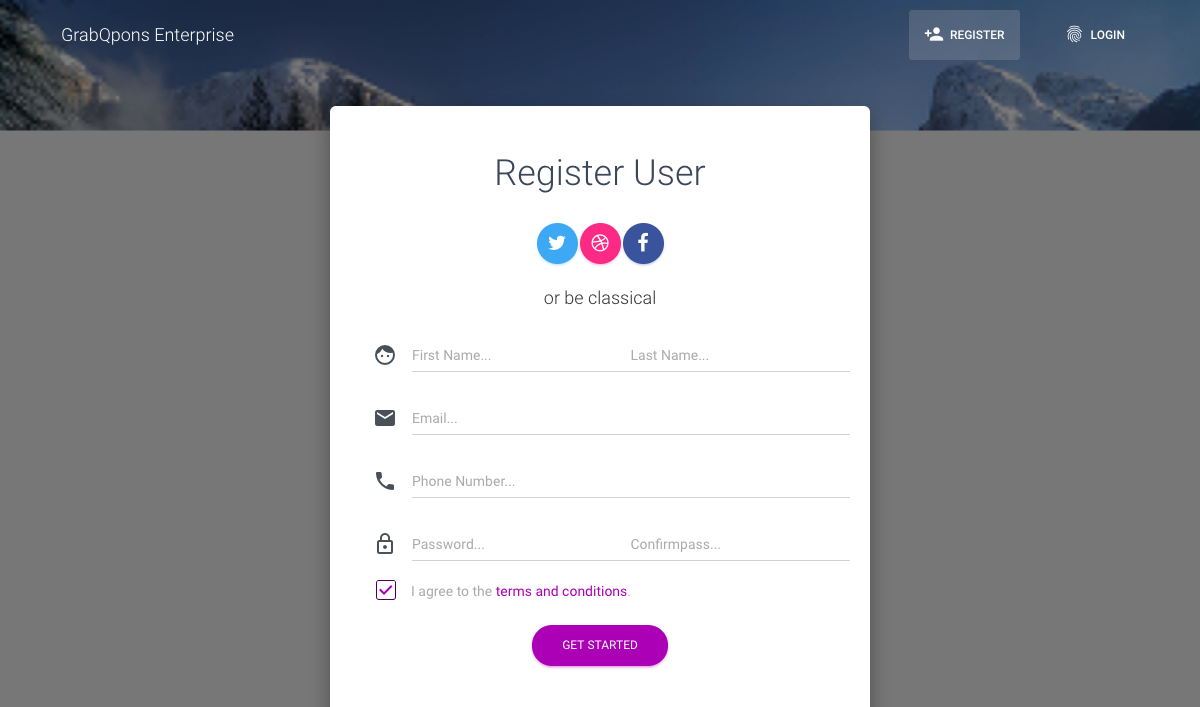 GrabQpons Enterprise
REGISTER
LOGIN
Register User
or be classical
First Name... Last Name...
Email...
Phone Number...
Password... Confirmpass...
I agree to the terms and conditions.
GET STARTED